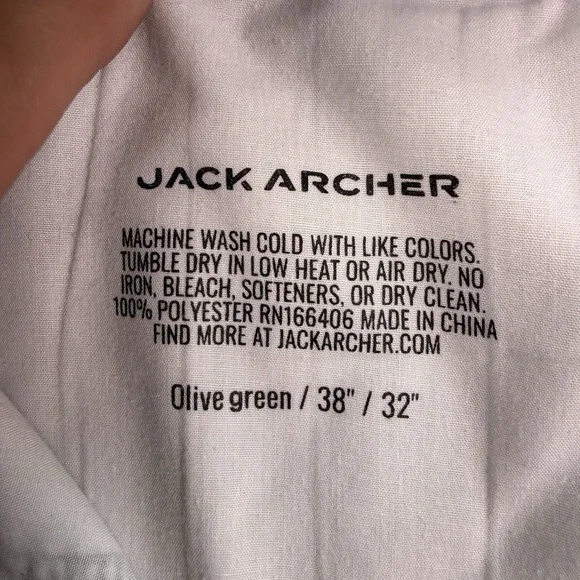 JACK ARCHER
MACHINE WASH COLD WITH LIKE COLORS.
TUMBLE DRY IN LOW HEAT OR AIR DRY. NO
IRON, BLEACH, SOFTENERS, OR DRY CLEAN.
100% POLYESTER RN166406 MADE IN CHINA
FIND MORE AT JACKARCHER.COM
Olive green / 38" / 32"